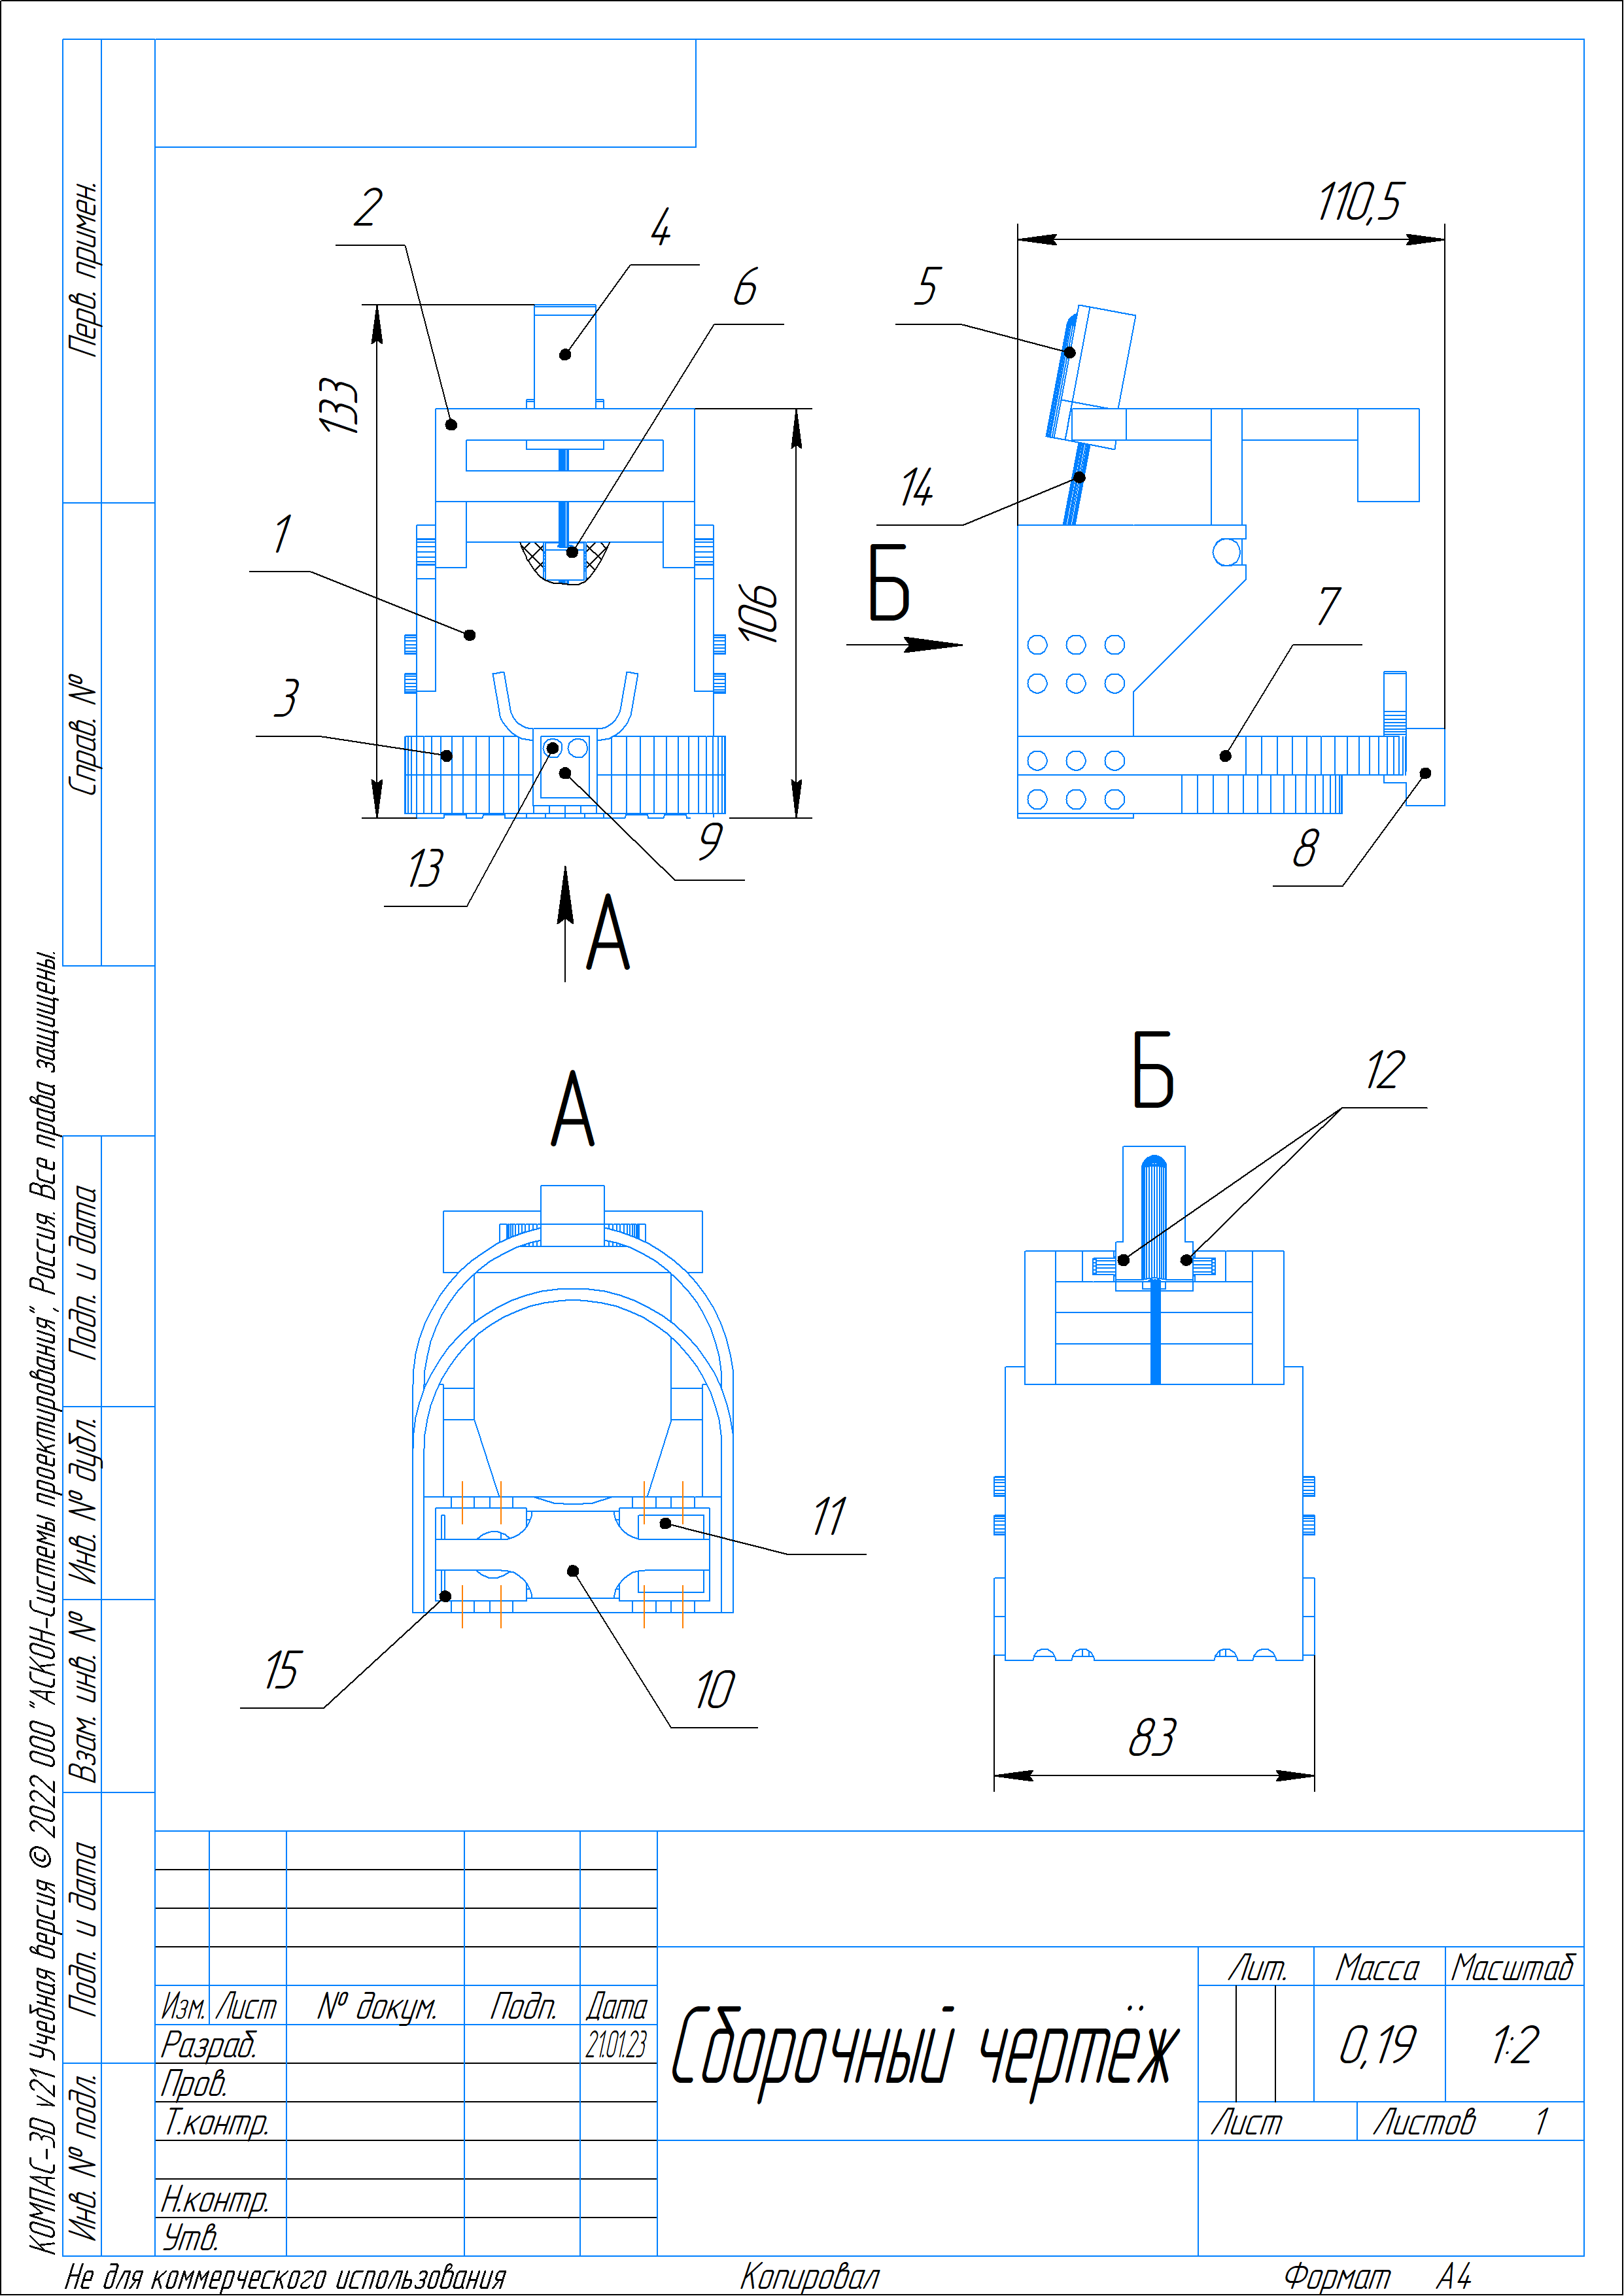 Перв. примен.
Справ. №
Подп. и дата
Инв. № дубл.
Взам. инв. №
Подп. и дата
Инв. № подл.
КОМПАС-3D v21 Учебная версия © 2022 ООО "АСКОН-Системы проектирования", Россия. Все права защищены.
2
4
6
133
1
3
106
13
9
А
110,5
5
14
Б
7
8
А
11
15
10
Б
12
83
Изм. Лист № докум. Подп. Дата
Разраб. 21.01.23
Пров.
Т.контр.
Н.контр.
Утв.
Сборочный чертёж
Лит. Масса Масштаб
0,19 1:2
Лист Листов 1
Не для коммерческого использования Копировал Формат А4